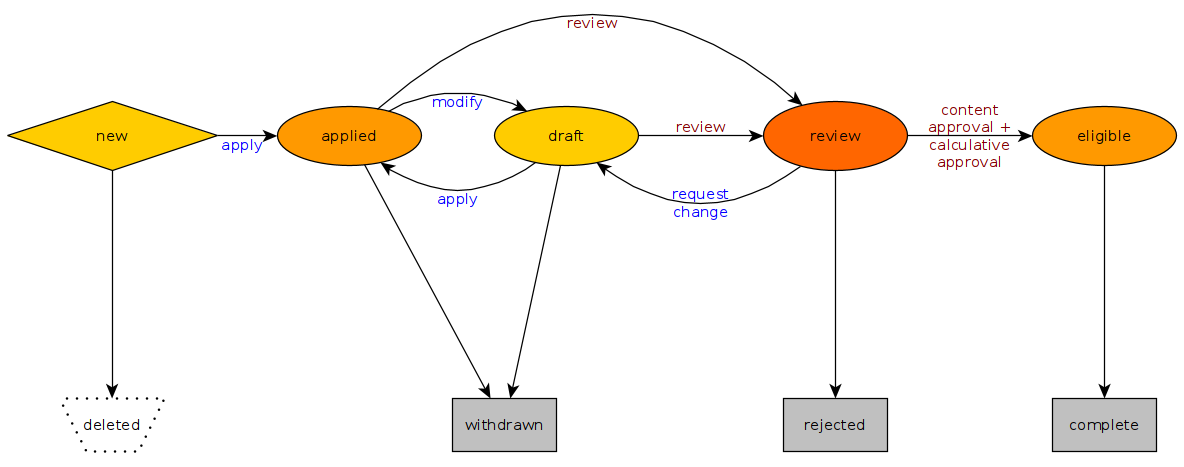 review
modify
new
apply
applied
draft
review
review
content
approval +
calculative
approval
eligible
apply
request
change
deleted
withdrawn
rejected
complete